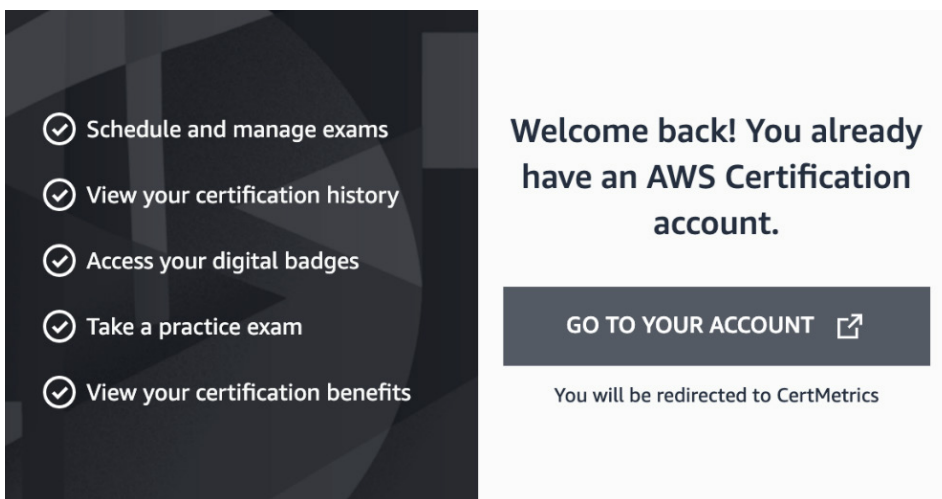 Schedule and manage exams
View your certification history
Access your digital badges
Take a practice exam
View your certification benefits
Welcome back! You already
have an AWS Certification
account.
GO TO YOUR ACCOUNT
You will be redirected to CertMetrics